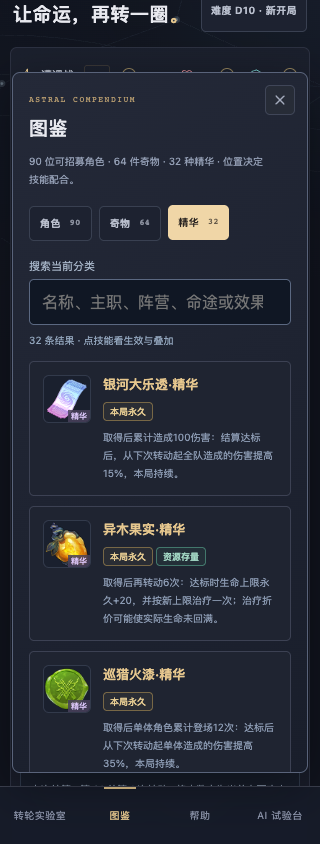 让命运，再转一圈。
难度 D10 · 新开局
ASTRAL COMPENDIUM
图鉴
90 位可招募角色 · 64 件奇物 · 32 种精华 · 位置决定
技能配合。
角色 90
奇物 64
精华 32
搜索当前分类
名称、主职、阵营、命途或效果
32 条结果 · 点技能看生效与叠加
银河大乐透·精华
精华
本局永久
取得后累计造成100伤害：结算达标
后，从下次转动起全队造成的伤害提高
15%，本局持续。
异木果实·精华
精华
本局永久 资源存量
取得后再转动6次：达标时生命上限永
久+20，并按新上限治疗一次；治疗折
价可能使实际生命未回满。
巡猎火漆·精华
精华
本局永久
取得后单体角色累计登场12次：达标后
从下次转动起单体造成的伤害提高
35%，本局持续。
转轮实验室
图鉴
帮助
AI 试验台